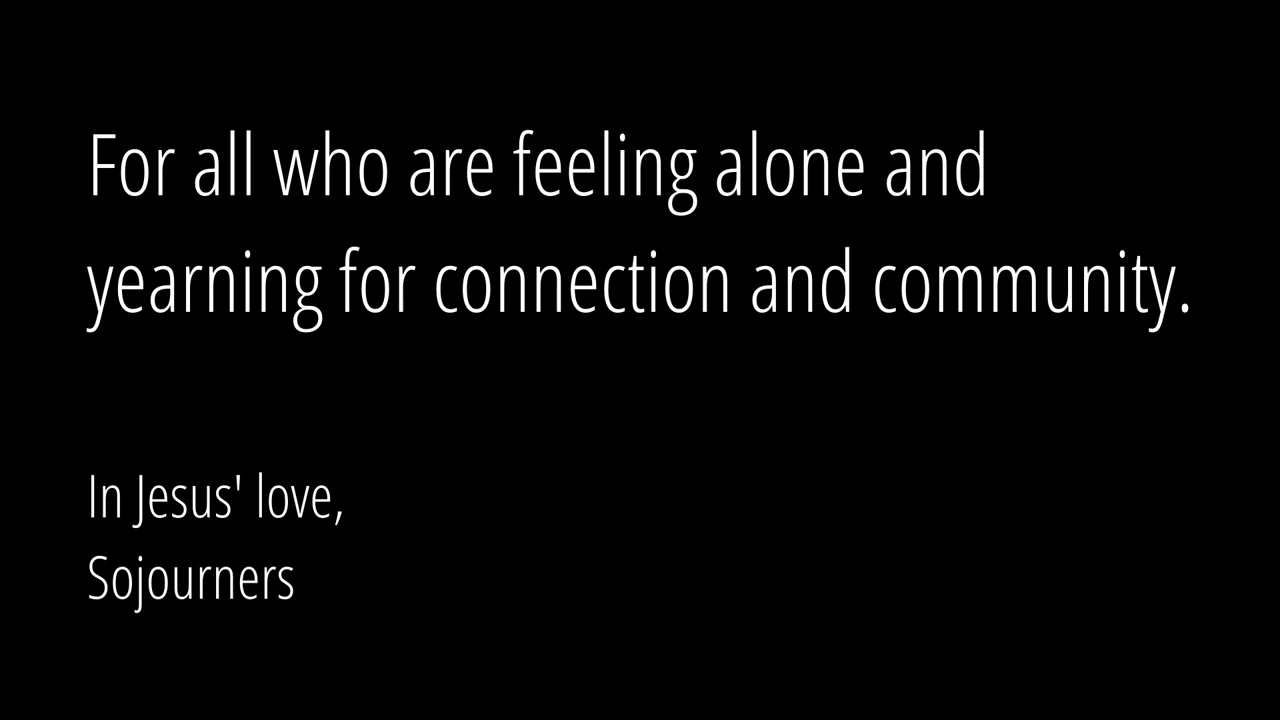 For all who are feeling alone and
yearning for connection and community.
In Jesus' love,
Sojourners